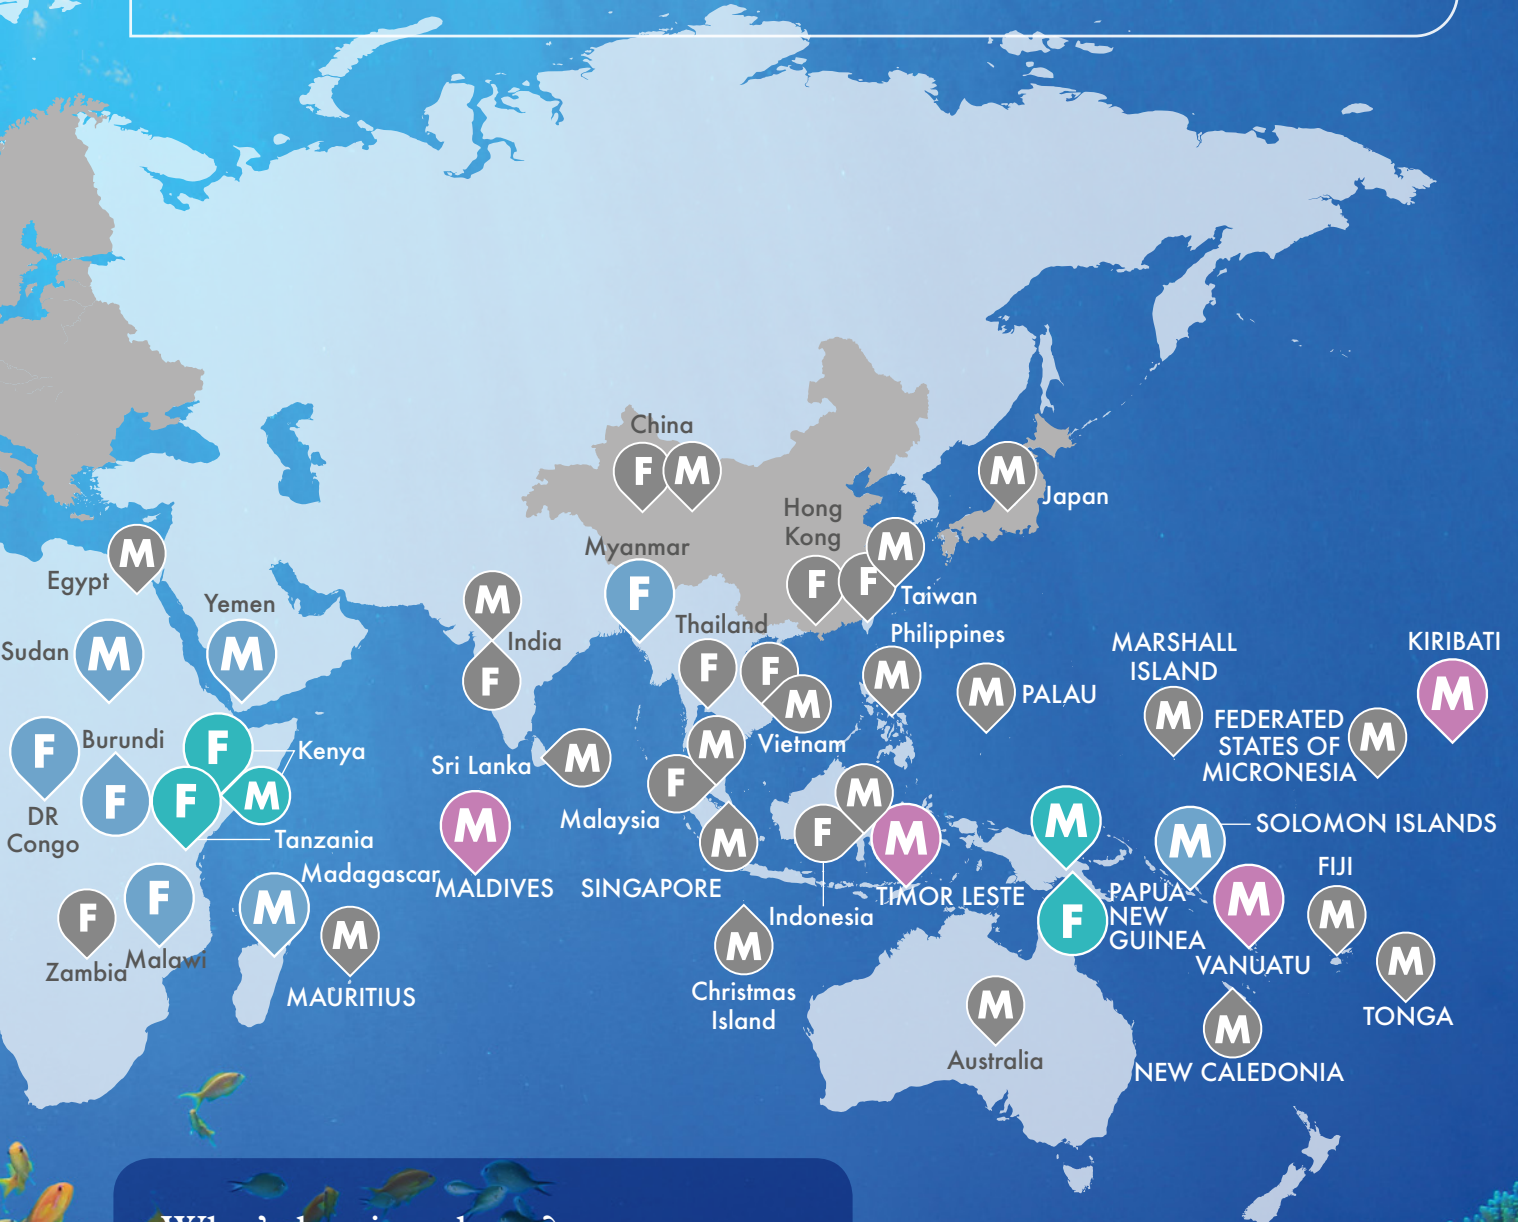 China
F
M
M
Japan
Hong
Kong
Myanmar
M
M
Egypt
F
F
F
Taiwan
Yemen
M
India
F
Thailand
Philippines
Sudan
M
M
F
F
M
M
PALAU
MARSHALL
ISLAND
M
KIRIBATI
M
FEDERATED
STATES OF
MICRONESIA
M
M
Vietnam
F
DR
Congo
Burundi
F
F
Kenya
F
M
Tanzania
Sri Lanka
M
M
MALDIVES
M
F
Malaysia
M
SINGAPORE
M
F
Indonesia
M
TIMOR LESTE
M
F
PAPUA
NEW
GUINEA
M
SOLOMON ISLANDS
M
VANUATU
FIJI
M
M
TONGA
F
Zambia
F
Malawi
Madagascar
M
M
MAURITIUS
M
Christmas
Island
M
Australia
M
NEW CALEDONIA